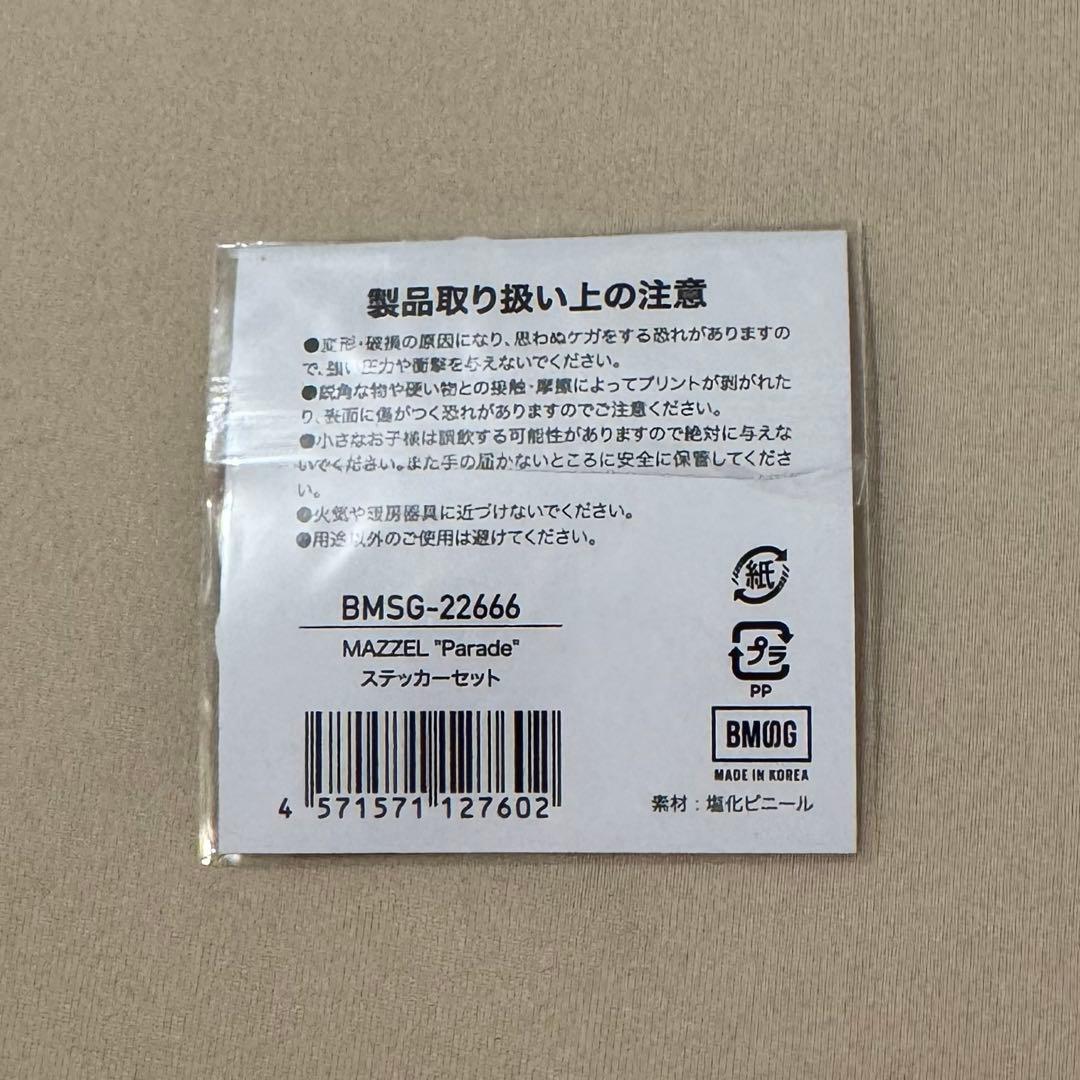 製品取り扱い上の注意
●変形・破損の原因になり、思わぬケガをする恐れがありますの
で、強い圧力や衝撃を与えないでください。
●鋭角な物や硬い物との接触・摩擦によってプリントが剥がれた
り、表面に傷がつく恐れがありますのでご注意ください。
●小さなお子様は誤飲する可能性がありますので絶対に与えな
いでください。また手の届かないところに安全に保管してくださ
い。
●火気や暖房器具に近づけないでください。
●用途以外のご使用は避けてください。
紙
BMSG-22666
MAZZEL "Parade"
ステッカーセット
プラ
PP
BMSG
MADE IN KOREA
4 571571 127602
素材：塩化ビニール